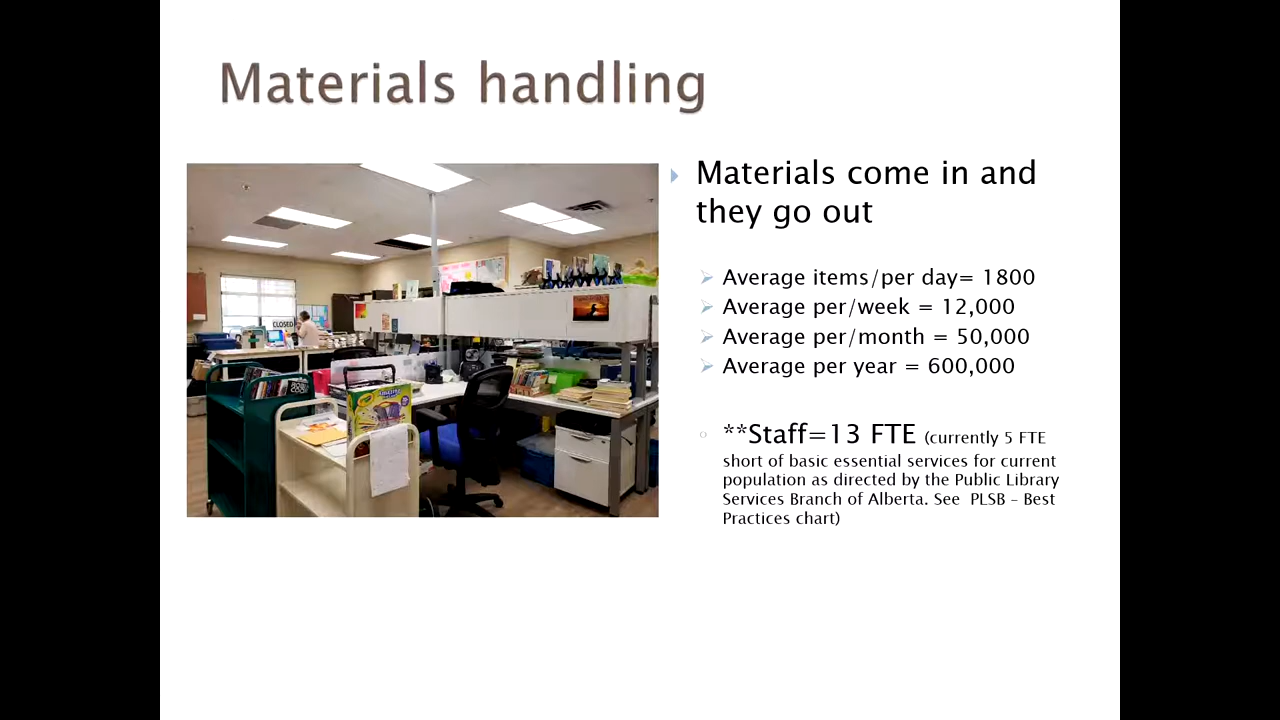 Materials handling
Materials come in and
they go out
Average items/per day= 1800
Average per/week = 12,000
Average per/month = 50,000
Average per year = 600,000
**Staff=13 FTE (currently 5 FTE
short of basic essential services for current
population as directed by the Public Library
Services Branch of Alberta. See PLSB – Best
Practices chart)
CLOSED